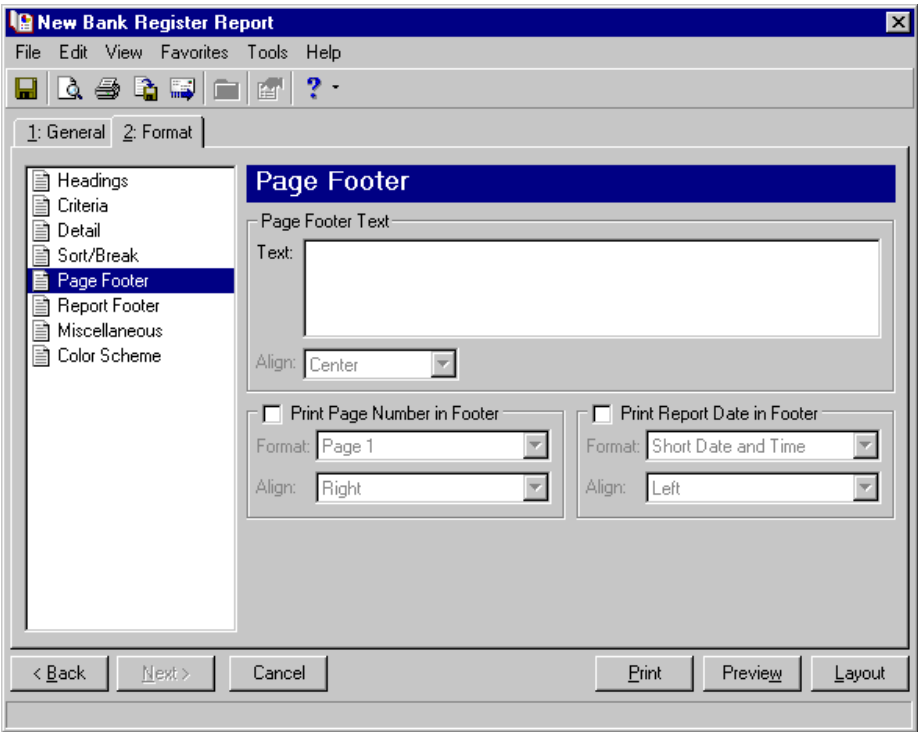 New Bank Register Report
File Edit View Favorites Tools Help
?
1: General 2: Format
Headings
Criteria
Detail
Sort/Break
Page Footer
Report Footer
Miscellaneous
Color Scheme
Page Footer
Page Footer Text
Text:
Align: Center
Print Page Number in Footer
Format: Page 1
Align: Right
Print Report Date in Footer
Format: Short Date and Time
Align: Left
< Back Next > Cancel Print Preview Layout